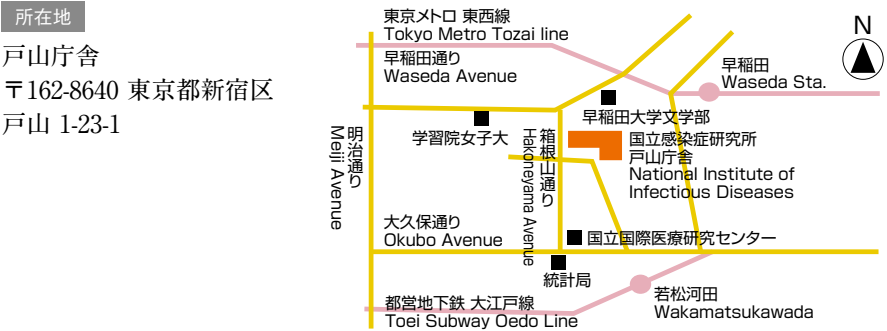 所在地
戸山庁舎
〒162-8640 東京都新宿区
戸山 1-23-1
東京メトロ 東西線
Tokyo Metro Tozai line
早稲田通り
Waseda Avenue
N
早稲田
Waseda Sta.
早稲田大学文学部
学習院女子大
明治通り
Meiji Avenue
箱根山通り
Hakoneyama Avenue
国立感染症研究所
戸山庁舎
National Institute of
Infectious Diseases
大久保通り
Okubo Avenue
国立国際医療研究センター
統計局
都営地下鉄 大江戸線
Toei Subway Oedo Line
若松河田
Wakamatsukawada